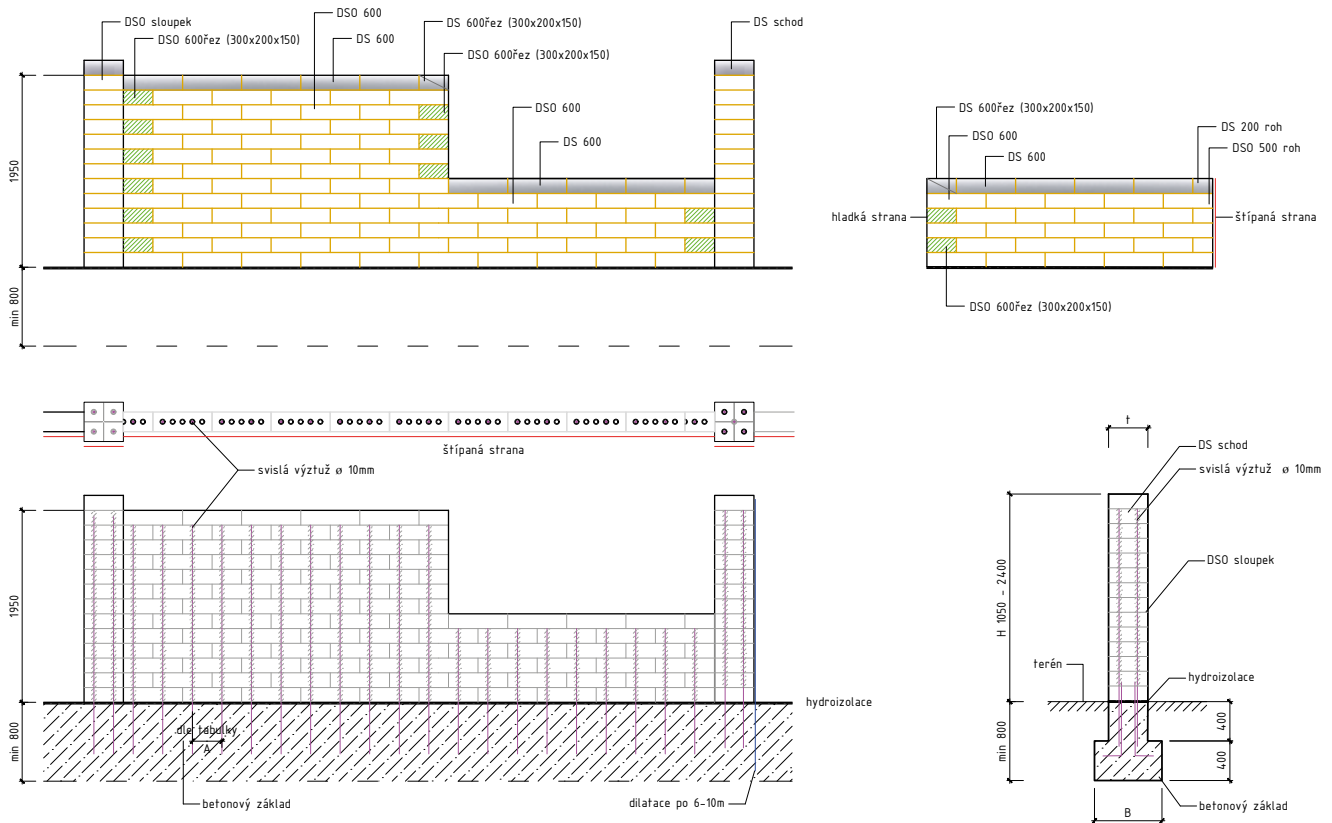 DSO sloupek
DSO 600řez (300x200x150)
DSO 600
DS 600
DS 600řez (300x200x150)
DSO 600řez (300x200x150)
DS schod
DSO 600
DS 600
1950
min 800
DS 600řez (300x200x150)
DSO 600
DS 600
DS 200 roh
DSO 500 roh
hladká strana
štípaná strana
DSO 600řez (300x200x150)
štípaná strana
svislá výztuž ø 10mm
1950
min 800
hydroizolace
dle tabulky
A
betonový základ
dilatace po 6-10m
t
DS schod
svislá výztuž ø 10mm
DSO sloupek
H 1050 - 2400
terén
hydroizolace
min 800
400
400
B
betonový základ